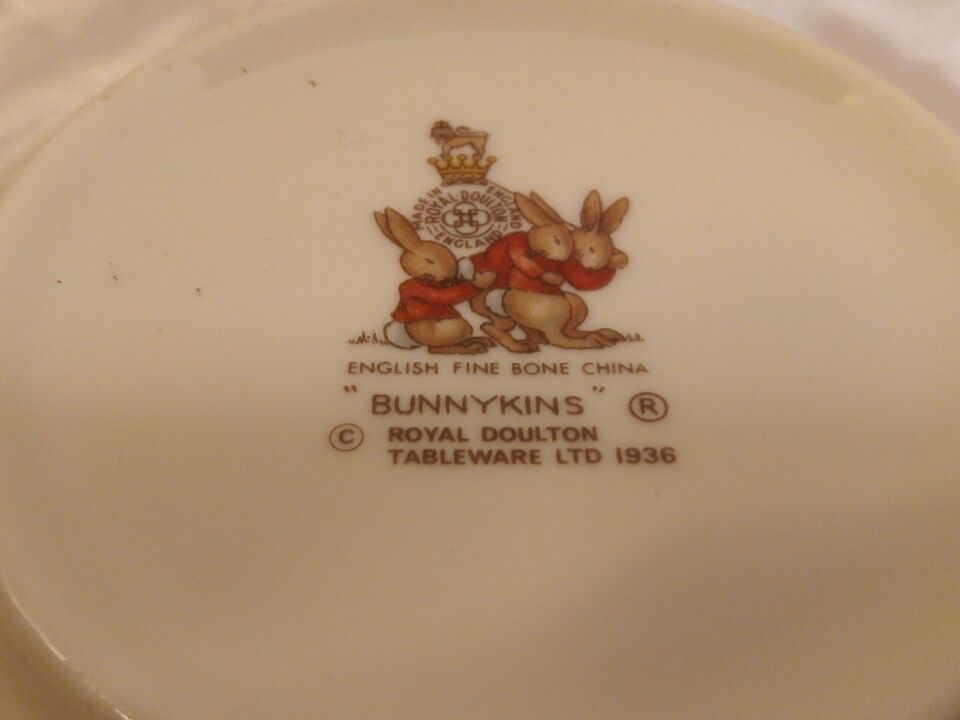 MADE IN ENGLAND
ROYAL·DOULTON
ENGLAND
ENGLISH FINE BONE CHINA
"BUNNYKINS" ®
© ROYAL DOULTON
TABLEWARE LTD 1936